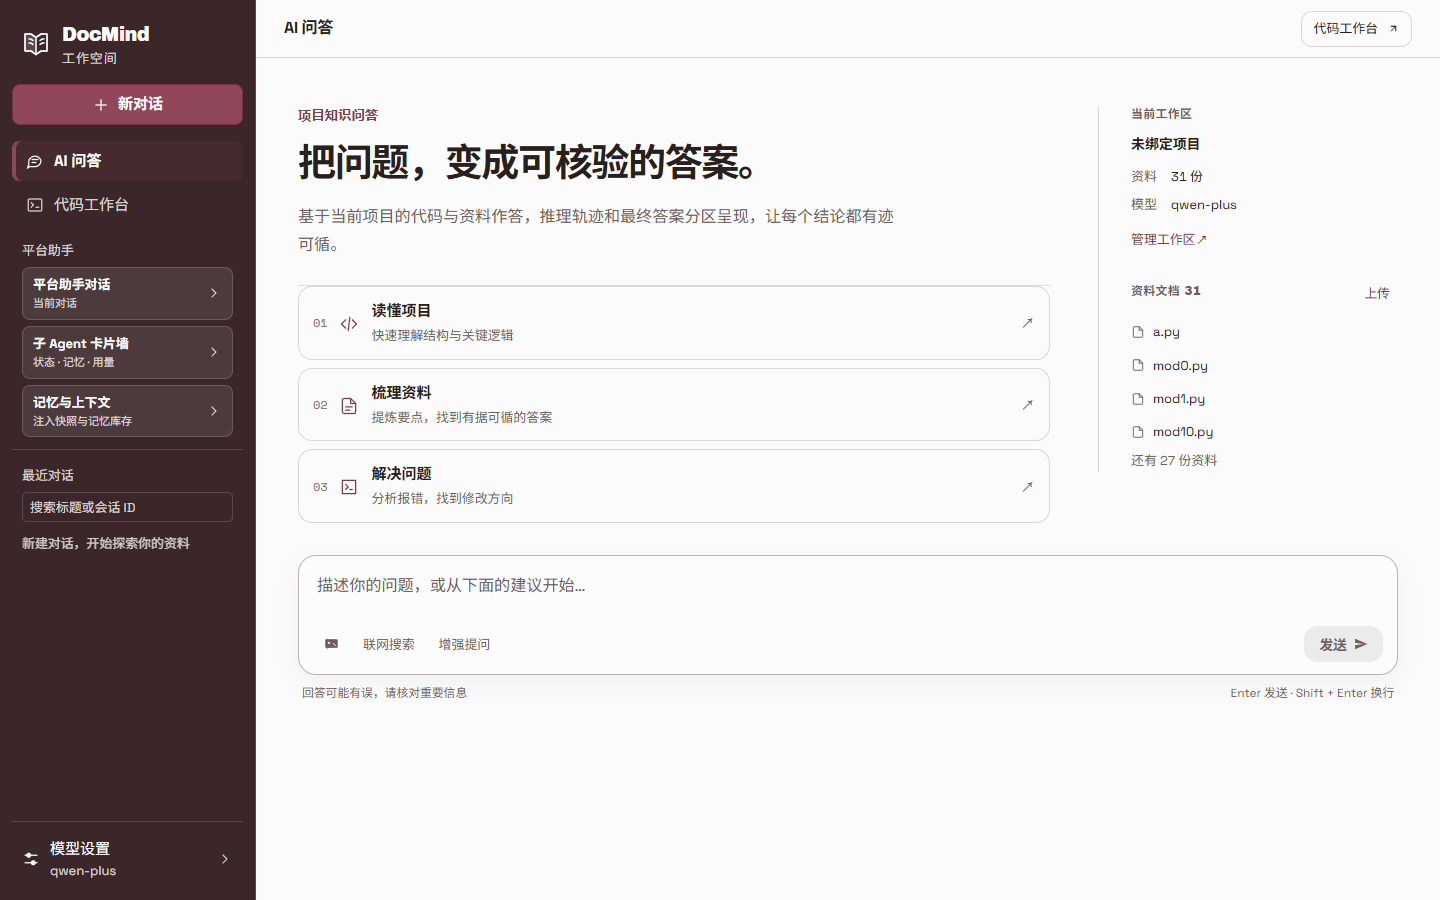 DocMind
工作空间
新对话
AI 问答
代码工作台
平台助手
平台助手对话
当前对话
子 Agent 卡片墙
状态 · 记忆 · 用量
记忆与上下文
注入快照与记忆库存
最近对话
搜索标题或会话 ID
新建对话，开始探索你的资料
模型设置
qwen-plus
AI 问答
代码工作台
项目知识问答
把问题，变成可核验的答案。
基于当前项目的代码与资料作答，推理轨迹和最终答案分区呈现，让每个结论都有迹
可循。
01
读懂项目
快速理解结构与关键逻辑
02
梳理资料
提炼要点，找到有据可循的答案
03
解决问题
分析报错，找到修改方向
当前工作区
未绑定项目
资料 31 份
模型 qwen-plus
管理工作区↗
资料文档 31
上传
a.py
mod0.py
mod1.py
mod10.py
还有 27 份资料
描述你的问题，或从下面的建议开始...
联网搜索
增强提问
发送
回答可能有误，请核对重要信息
Enter 发送 · Shift + Enter 换行